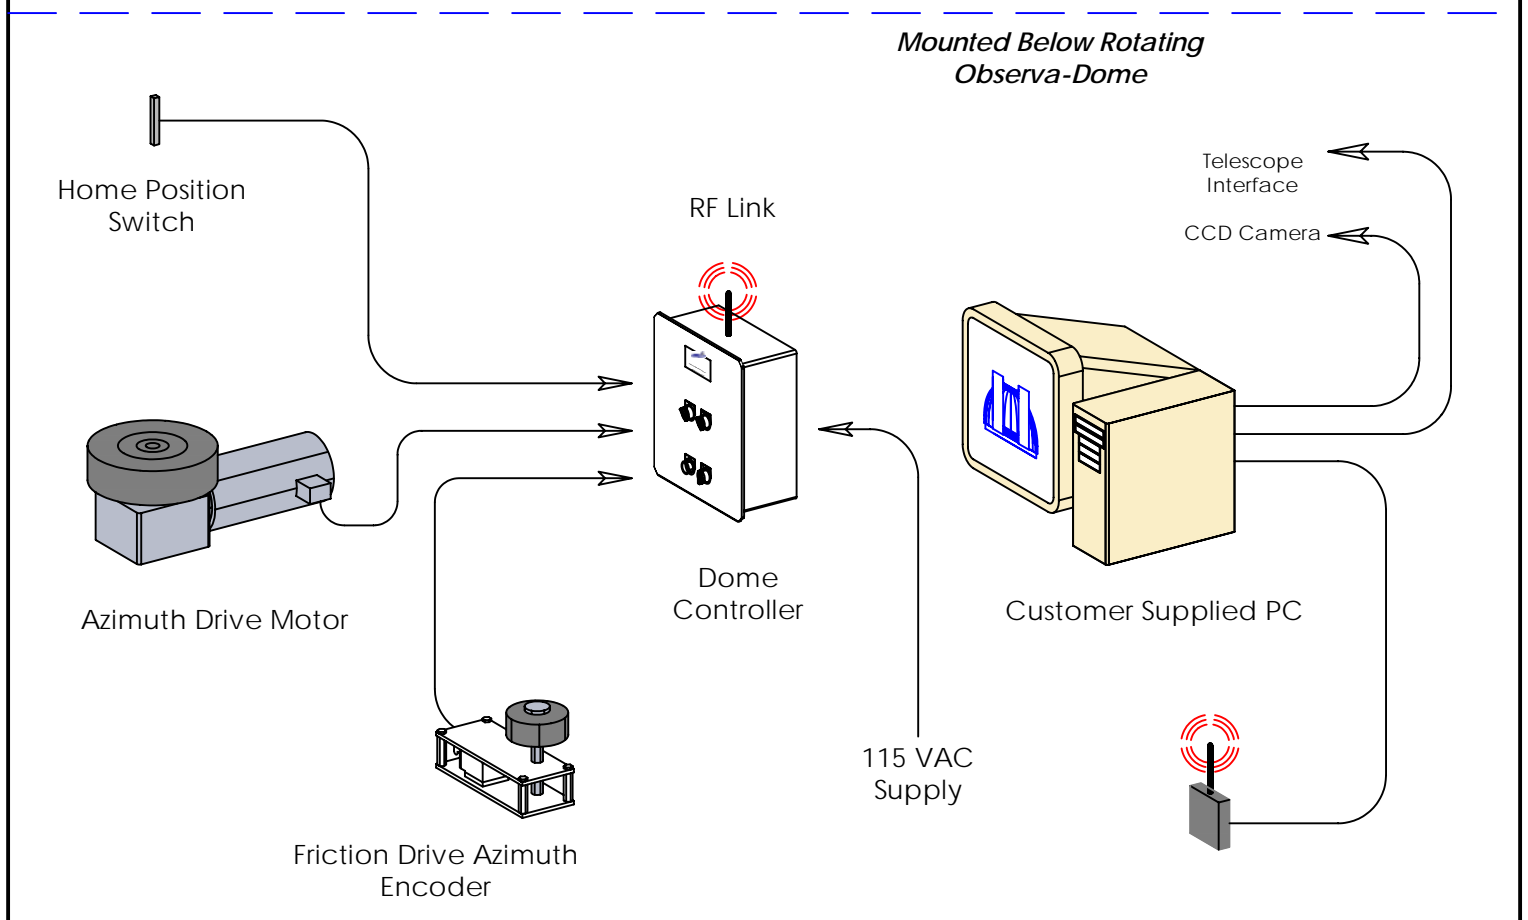 Mounted Below Rotating
Observa-Dome
Home Position
Switch
RF Link
Telescope
Interface
CCD Camera
Azimuth Drive Motor
Dome
Controller
Customer Supplied PC
115 VAC
Supply
Friction Drive Azimuth
Encoder